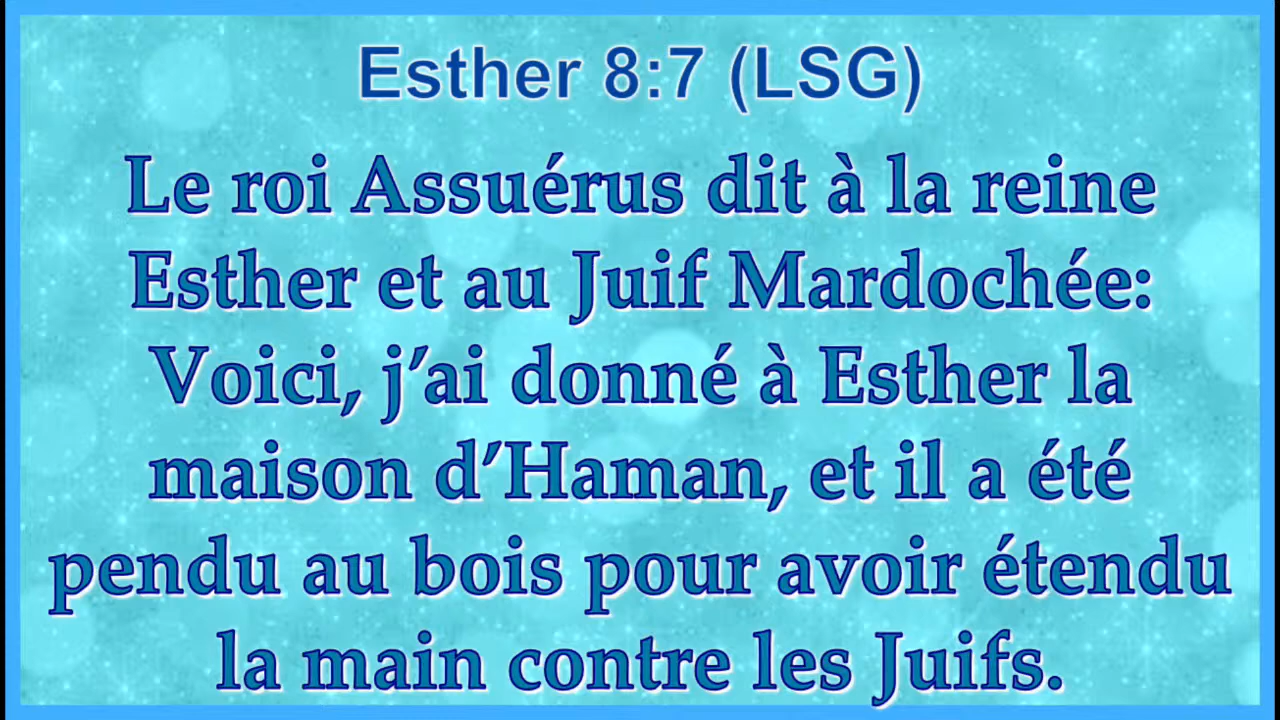 Esther 8:7 (LSG)
Le roi Assuérus dit à la reine
Esther et au Juif Mardochée:
Voici, j’ai donné à Esther la
maison d’Haman, et il a été
pendu au bois pour avoir étendu
la main contre les Juifs.